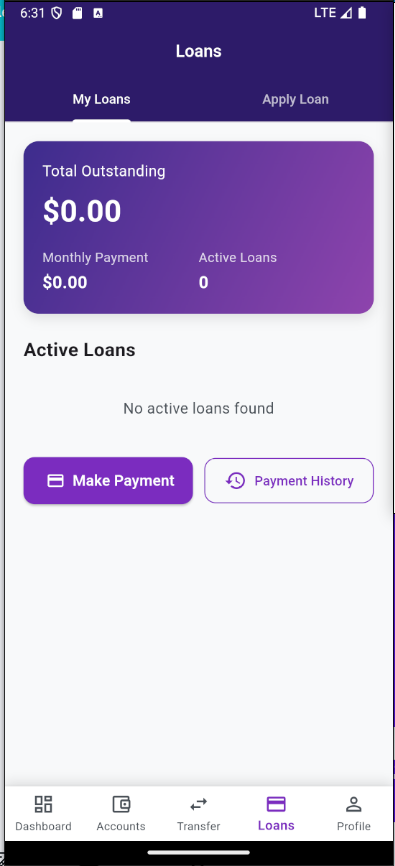 6:31
LTE
Loans
My Loans Apply Loan
Total Outstanding
$0.00
Monthly Payment Active Loans
$0.00 0
Active Loans
No active loans found
Make Payment Payment History
Dashboard Accounts Transfer Loans Profile